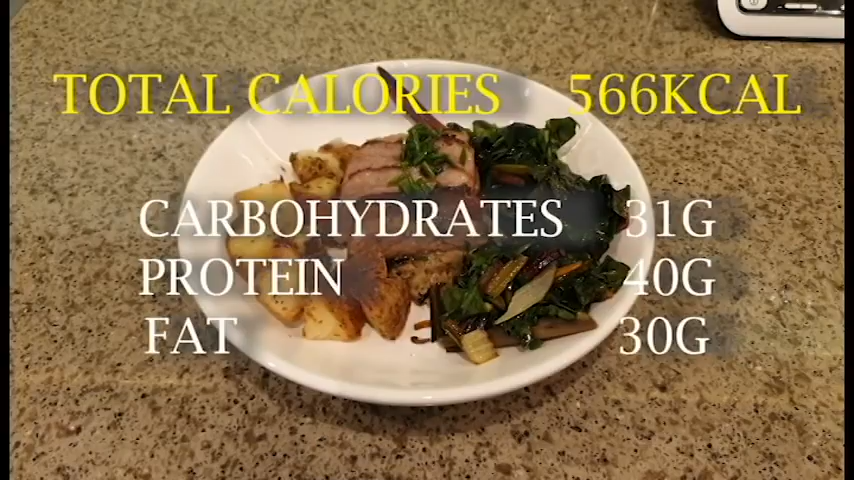 TOTAL CALORIES 566KCAL
CARBOHYDRATES 31G
PROTEIN 40G
FAT 30G